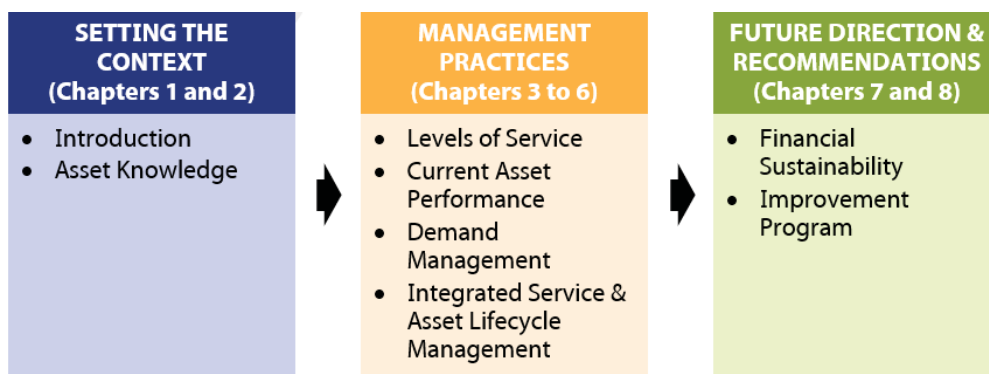 SETTING THE
CONTEXT
(Chapters 1 and 2)
• Introduction
• Asset Knowledge
MANAGEMENT
PRACTICES
(Chapters 3 to 6)
• Levels of Service
• Current Asset
Performance
• Demand
Management
• Integrated Service &
Asset Lifecycle
Management
FUTURE DIRECTION &
RECOMMENDATIONS
(Chapters 7 and 8)
• Financial
Sustainability
• Improvement
Program